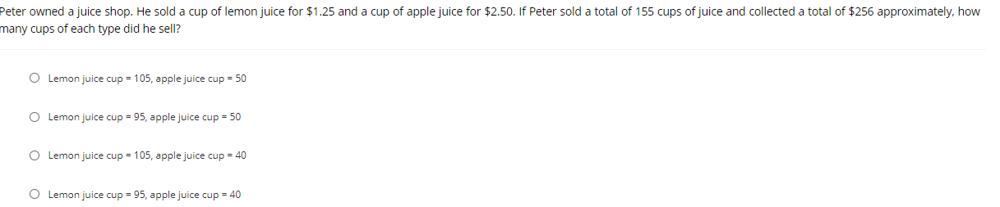 Peter owned a juice shop. He sold a cup of lemon juice for $1.25 and a cup of apple juice for $2.50. If Peter sold a total of 155 cups of juice and collected a total of $256 approximately, how
many cups of each type did he sell?
Lemon juice cup = 105, apple juice cup = 50
Lemon juice cup = 95, apple juice cup = 50
Lemon juice cup = 105, apple juice cup = 40
Lemon juice cup = 95, apple juice cup = 40